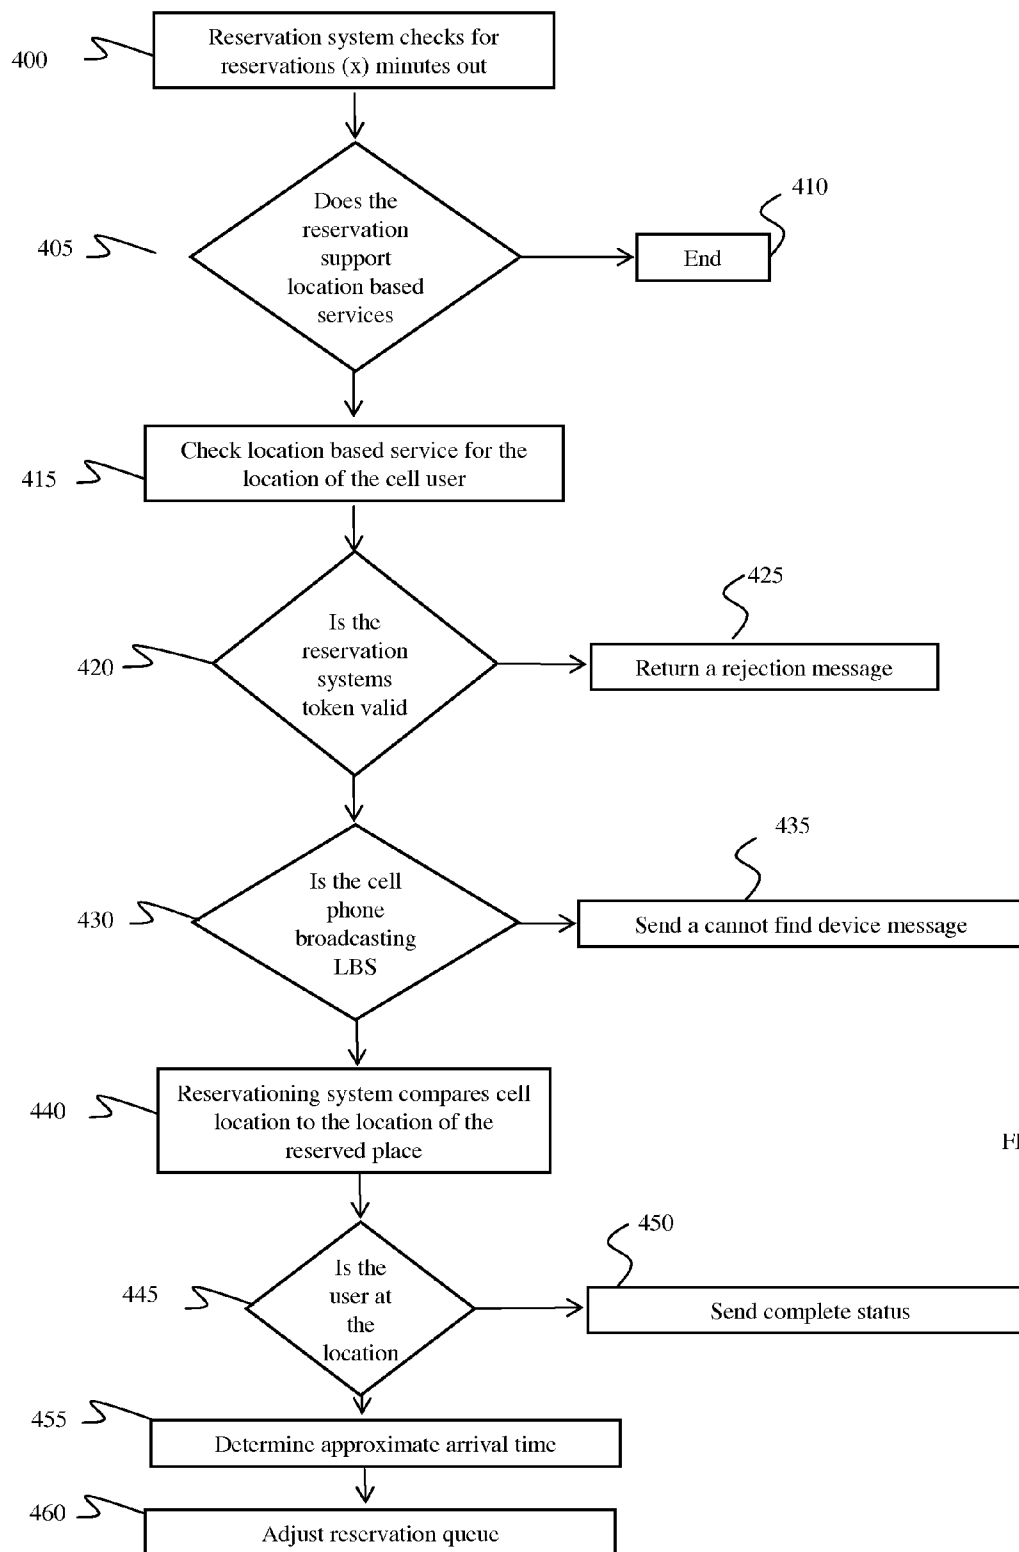 400
Reservation system checks for
reservations (x) minutes out
405
Does the
reservation
support
location based
services
410
End
415
Check location based service for the
location of the cell user
420
Is the
reservation
systems
token valid
425
Return a rejection message
430
Is the cell
phone
broadcasting
LBS
435
Send a cannot find device message
440
Reservationing system compares cell
location to the location of the
reserved place
445
Is the
user at
the
location
450
Send complete status
455
Determine approximate arrival time
460
Adjust reservation queue